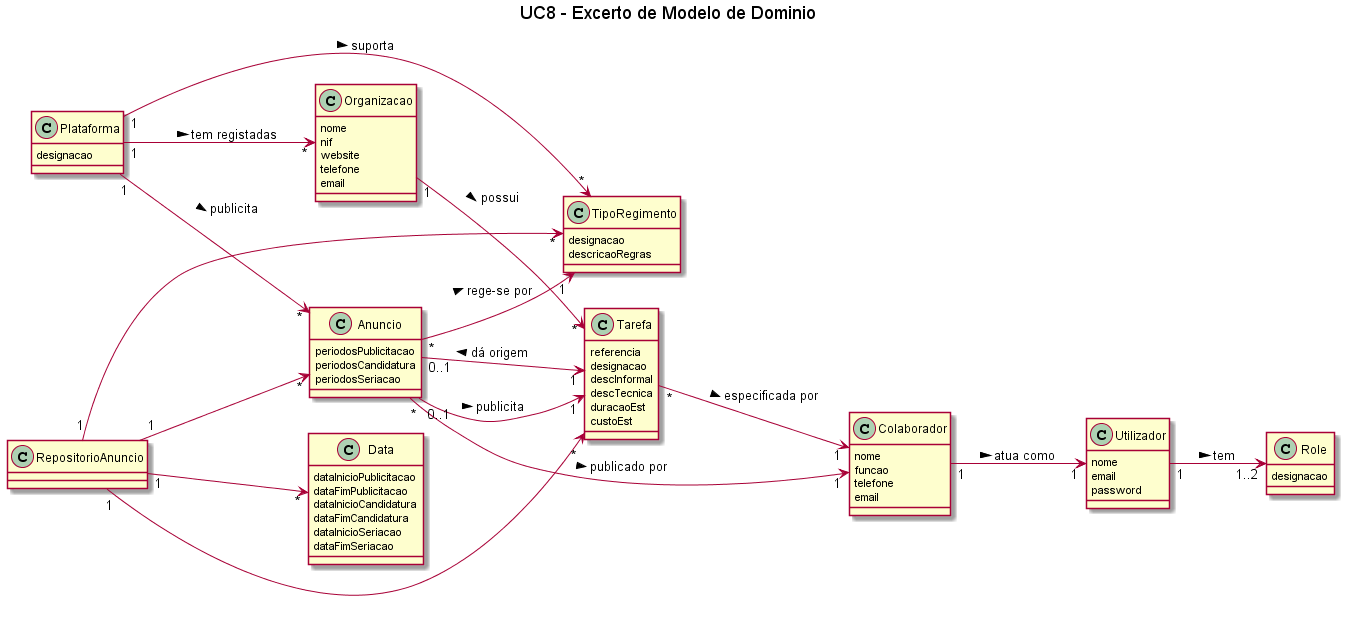 UC8 - Excerto de Modelo de Dominio
suporta
C Plataforma
designacao
1
1
1
tem registadas
*
*
publicita
*
C Organizacao
nome
nif
website
telefone
email
1
possui
*
C TipoRegimento
designacao
descricaoRegras
*
1
rege-se por
C Anuncio
periodosPublicitacao
periodosCandidatura
periodosSeriacao
*
0..1
dá origem
1
* 0..1
publicita
1
*
publicado por
1
C Tarefa
referencia
designacao
descInformal
descTecnica
duracaoEst
custoEst
*
especificada por
1
C RepositorioAnuncio
1
1
1
1
*
*
C Data
dataInicioPublicitacao
dataFimPublicitacao
dataInicioCandidatura
dataFimCandidatura
dataInicioSeriacao
dataFimSeriacao
C Colaborador
nome
funcao
telefone
email
1
atua como
1
C Utilizador
nome
email
password
1
tem
1..2
C Role
designacao